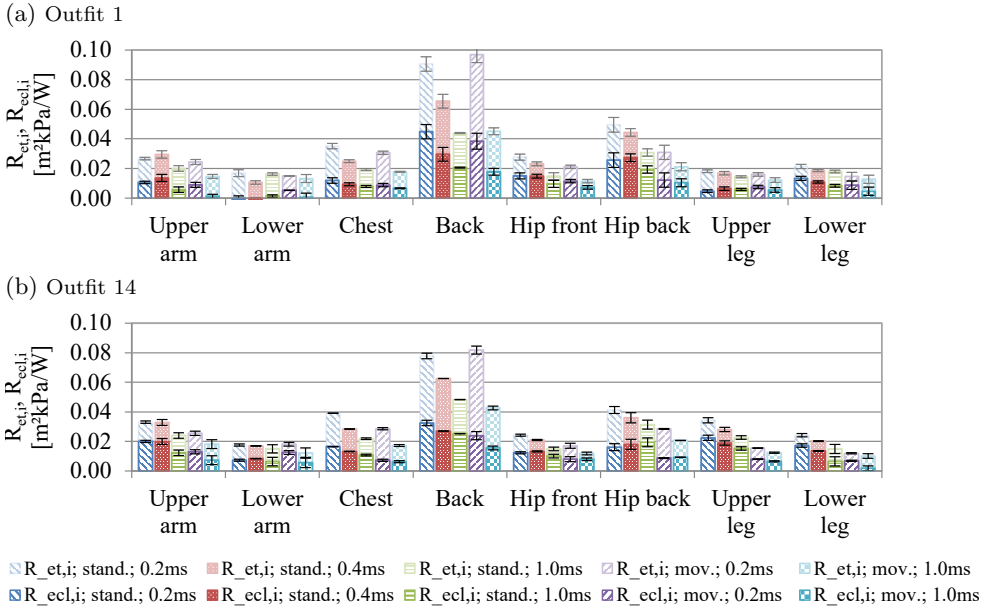 (a) Outfit 1
R_et,i, R_ecl,i
[m²kPa/W]
0.10
0.08
0.06
0.04
0.02
0.00
Upper arm
Lower arm
Chest
Back
Hip front
Hip back
Upper leg
Lower leg
(b) Outfit 14
R_et,i, R_ecl,i
[m²kPa/W]
0.10
0.08
0.06
0.04
0.02
0.00
Upper arm
Lower arm
Chest
Back
Hip front
Hip back
Upper leg
Lower leg
R_et,i; stand.; 0.2ms R_et,i; stand.; 0.4ms R_et,i; stand.; 1.0ms R_et,i; mov.; 0.2ms R_et,i; mov.; 1.0ms
R_ecl,i; stand.; 0.2ms R_ecl,i; stand.; 0.4ms R_ecl,i; stand.; 1.0ms R_ecl,i; mov.; 0.2ms R_ecl,i; mov.; 1.0ms